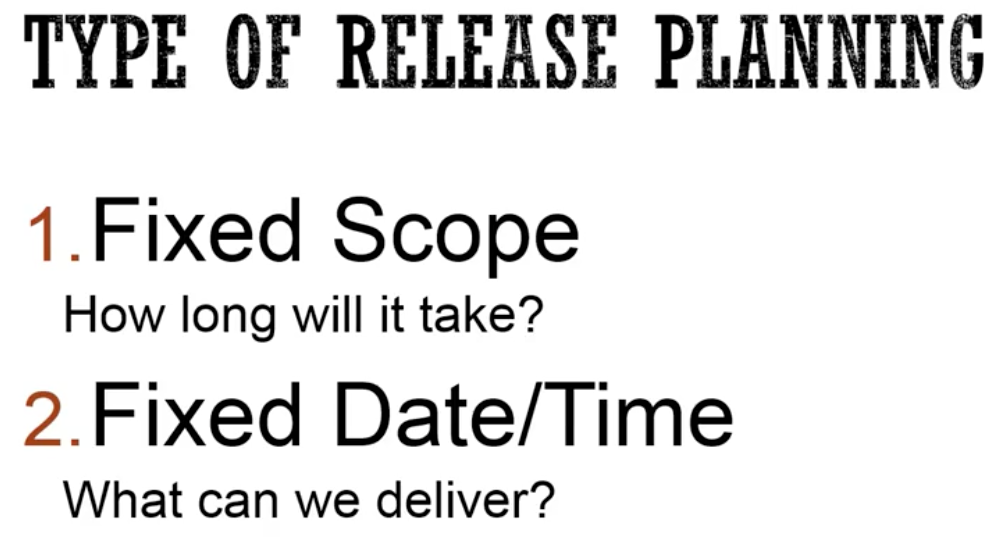 TYPE OF RELEASE PLANNING
1. Fixed Scope
How long will it take?
2. Fixed Date/Time
What can we deliver?